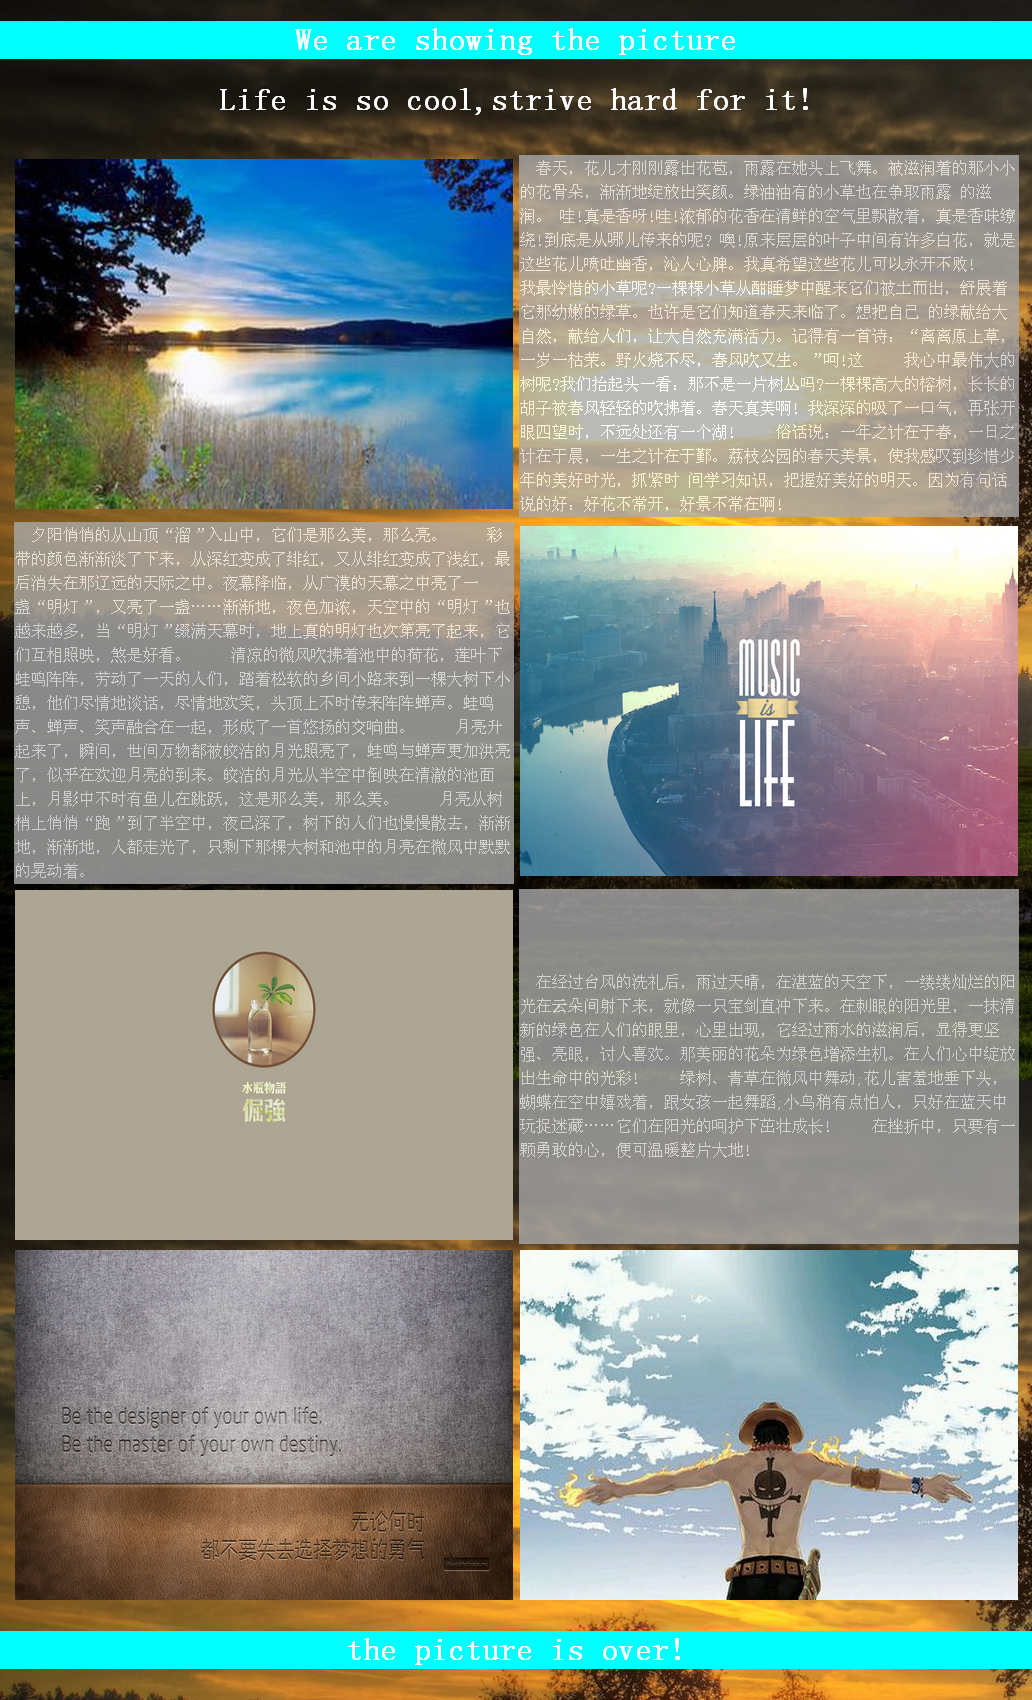 We are showing the picture
Life is so cool,strive hard for it!
春天，花儿才刚刚露出花苞，雨露在她头上飞舞。被滋润着的那小小
的花骨朵，渐渐地绽放出笑颜。绿油油有的小草也在争取雨露 的滋
润。 哇!真是香呀!哇!浓郁的花香在清鲜的空气里飘散着，真是香味缭
绕!到底是从哪儿传来的呢? 噢!原来层层的叶子中间有许多白花，就是
这些花儿喷吐幽香，沁人心脾。我真希望这些花儿可以永开不败!
我最怜惜的小草呢?一棵棵小草从酣睡梦中醒来它们被土而出，舒展着
它那幼嫩的绿草。也许是它们知道春天来临了。想把自己 的绿献给大
自然，献给人们，让大自然充满活力。记得有一首诗：“离离原上草，
一岁一枯荣。野火烧不尽，春风吹又生。”呵!这 我心中最伟大的
树呢?我们抬起头一看：那不是一片树丛吗?一棵棵高大的榕树，长长的
胡子被春风轻轻的吹拂着。春天真美啊! 我深深的吸了一口气，再张开
眼四望时，不远处还有一个湖! 俗话说：一年之计在于春，一日之
计在于晨，一生之计在于勤。荔枝公园的春天美景，使我感叹到珍惜少
年的美好时光，抓紧时 间学习知识，把握好美好的明天。因为有句话
说的好：好花不常开，好景不常在啊!
夕阳悄悄的从山顶“溜”入山中，它们是那么美，那么亮。 彩
带的颜色渐渐淡了下来，从深红变成了绯红，又从绯红变成了浅红，最
后消失在那辽远的天际之中。夜幕降临，从广漠的天幕之中亮了一
盏“明灯”，又亮了一盏……渐渐地，夜色加浓，天空中的“明灯”也
越来越多，当“明灯”缀满天幕时，地上真的明灯也次第亮了起来，它
们互相照映，煞是好看。 清凉的微风吹拂着池中的荷花，莲叶下
蛙鸣阵阵，劳动了一天的人们，踏着松软的乡间小路来到一棵大树下小
憩，他们尽情地谈话，尽情地欢笑，头顶上不时传来阵阵蝉声。蛙鸣
声、蝉声、笑声融合在一起，形成了一首悠扬的交响曲。 月亮升
起来了，瞬间，世间万物都被皎洁的月光照亮了，蛙鸣与蝉声更加洪亮
了，似乎在欢迎月亮的到来。皎洁的月光从半空中倒映在清澈的池面
上，月影中不时有鱼儿在跳跃，这是那么美，那么美。 月亮从树
梢上悄悄“跑”到了半空中，夜已深了，树下的人们也慢慢散去，渐渐
地，渐渐地，人都走光了，只剩下那棵大树和池中的月亮在微风中默默
的晃动着。
MUSIC
is
LIFE
水瓶物語
倔強
在经过台风的洗礼后，雨过天晴，在湛蓝的天空下，一缕缕灿烂的阳
光在云朵间射下来，就像一只宝剑直冲下来。在刺眼的阳光里，一抹清
新的绿色在人们的眼里，心里出现，它经过雨水的滋润后，显得更坚
强、亮眼，讨人喜欢。那美丽的花朵为绿色增添生机。在人们心中绽放
出生命中的光彩! 绿树、青草在微风中舞动;花儿害羞地垂下头，
蝴蝶在空中嬉戏着，跟女孩一起舞蹈;小鸟稍有点怕人，只好在蓝天中
玩捉迷藏……它们在阳光的呵护下茁壮成长! 在挫折中，只要有一
颗勇敢的心，便可温暖整片大地!
Be the designer of your own life.
Be the master of your own destiny.
无论何时
都不要失去选择梦想的勇气
the picture is over!